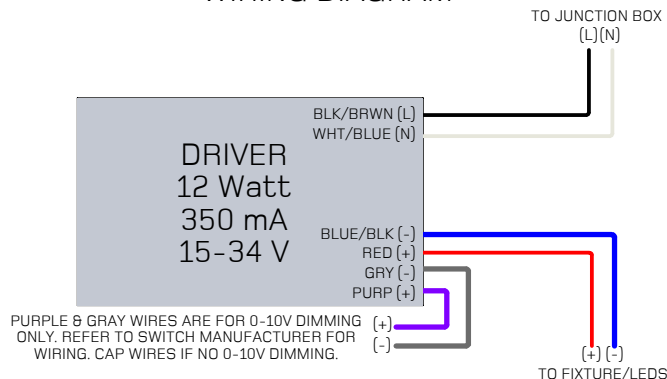 WIRING DIAGRAM
TO JUNCTION BOX
(L)(N)
BLK/BRWN (L)
WHT/BLUE (N)
DRIVER
12 Watt
350 mA
15-34 V
BLUE/BLK (-)
RED (+)
GRY (-)
PURP (+)
PURPLE & GRAY WIRES ARE FOR 0-10V DIMMING
ONLY. REFER TO SWITCH MANUFACTURER FOR
WIRING. CAP WIRES IF NO 0-10V DIMMING.
(+)
(-)
(+) (-)
TO FIXTURE/LEDS